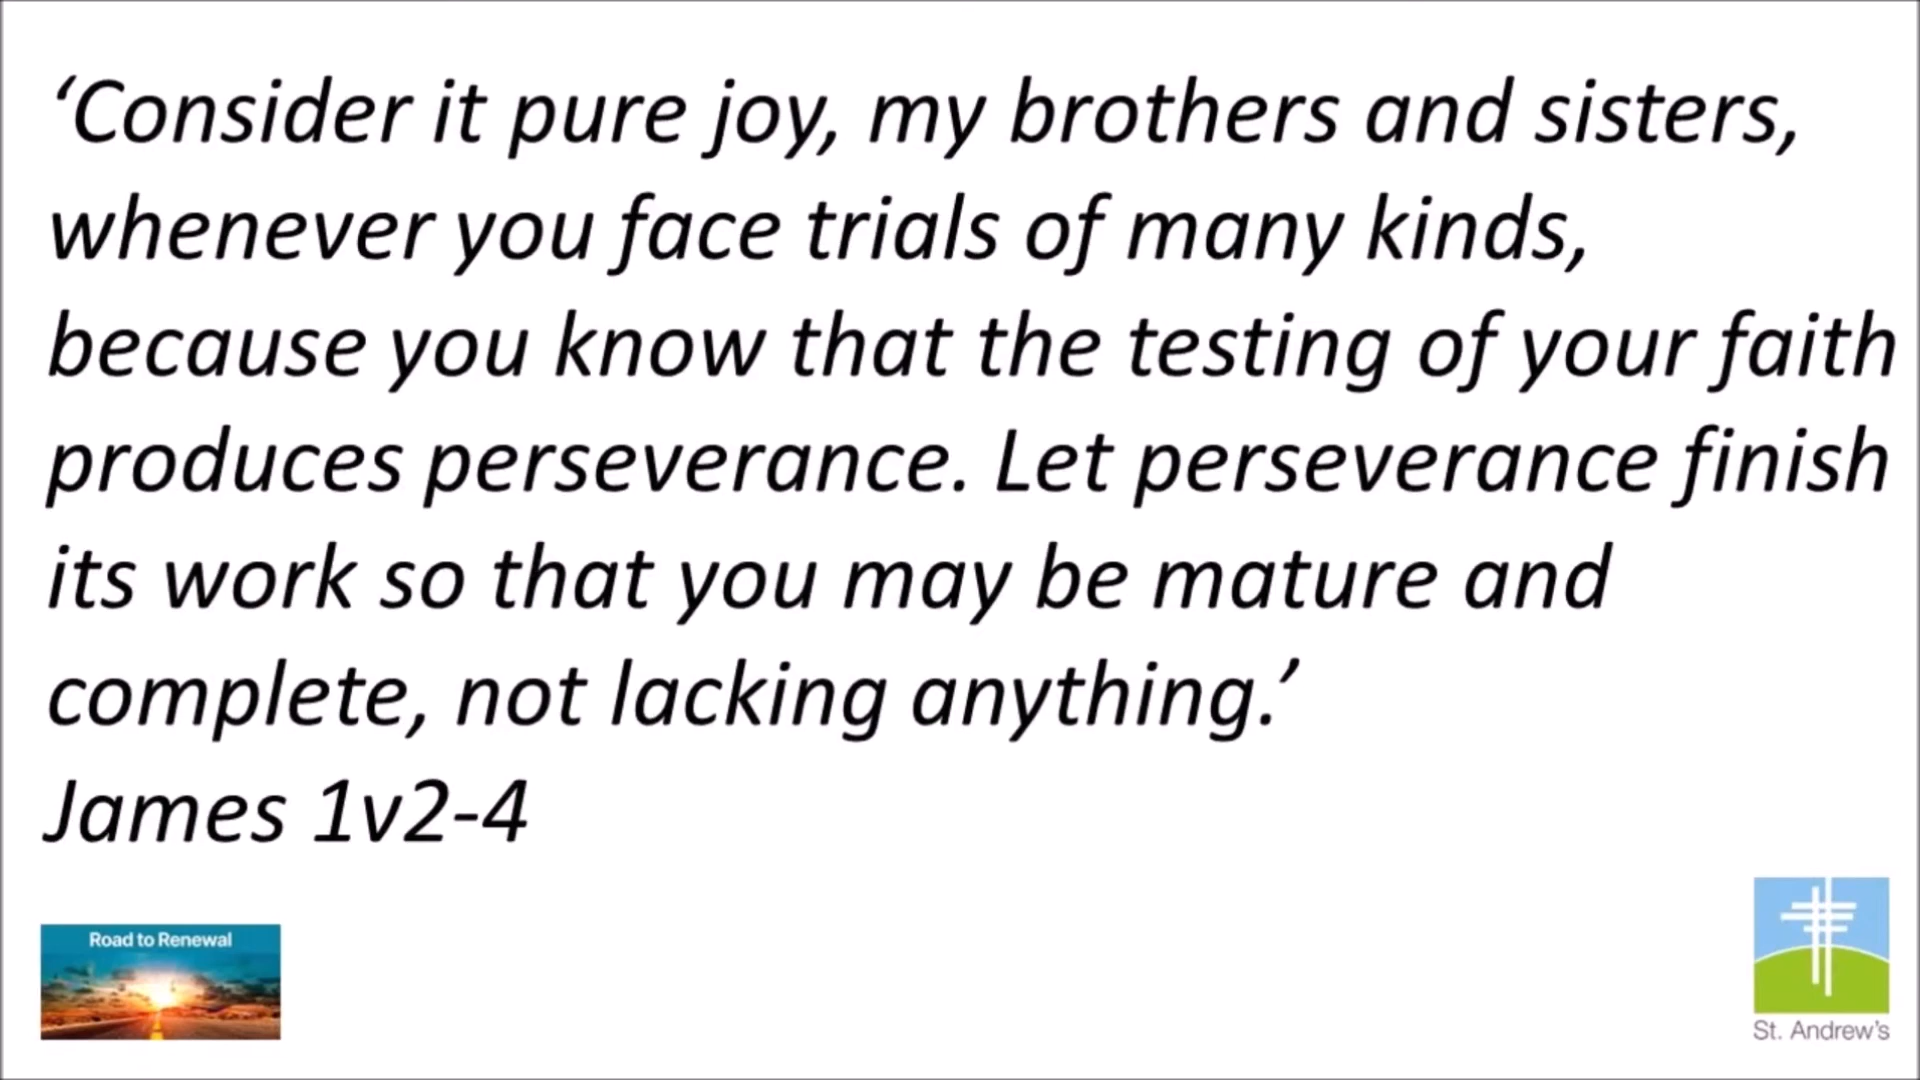 ‘Consider it pure joy, my brothers and sisters,
whenever you face trials of many kinds,
because you know that the testing of your faith
produces perseverance. Let perseverance finish
its work so that you may be mature and
complete, not lacking anything.’
James 1v2-4
Road to Renewal
St. Andrew's